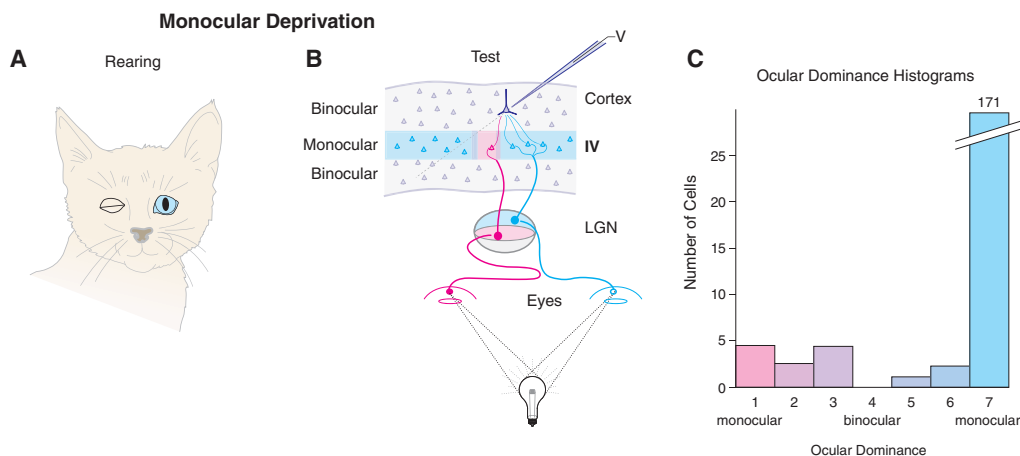 Monocular Deprivation
A
Rearing
B
Test
V
Binocular
Cortex
Monocular
IV
Binocular
LGN
Eyes
C
Ocular Dominance Histograms
171
Number of Cells
25
20
15
10
5
0
1 2 3 4 5 6 7
monocular binocular monocular
Ocular Dominance